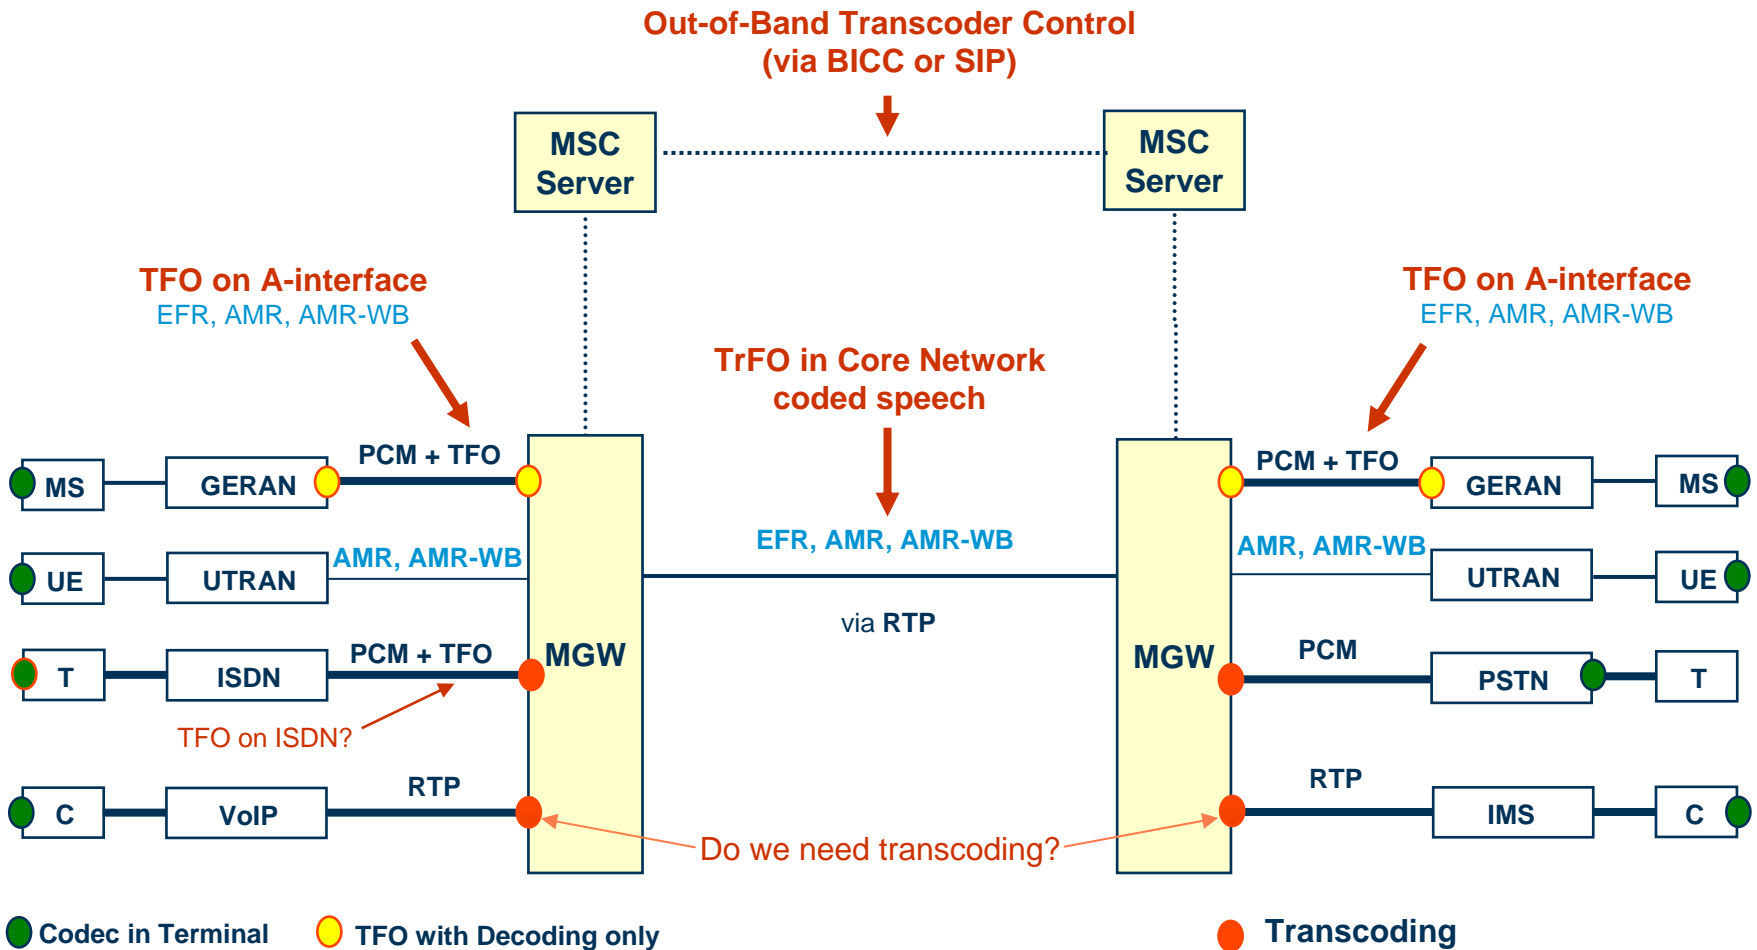 Out-of-Band Transcoder Control
(via BICC or SIP)
MSC
Server
MSC
Server
TFO on A-interface
EFR, AMR, AMR-WB
TFO on A-interface
EFR, AMR, AMR-WB
TrFO in Core Network
coded speech
MS
GERAN
PCM + TFO
PCM + TFO
GERAN
MS
UE
UTRAN
AMR, AMR-WB
EFR, AMR, AMR-WB
AMR, AMR-WB
UTRAN
UE
via RTP
T
ISDN
PCM + TFO
MGW
MGW
PCM
PSTN
T
TFO on ISDN?
C
VoIP
RTP
RTP
IMS
C
Do we need transcoding?
Codec in Terminal
TFO with Decoding only
Transcoding